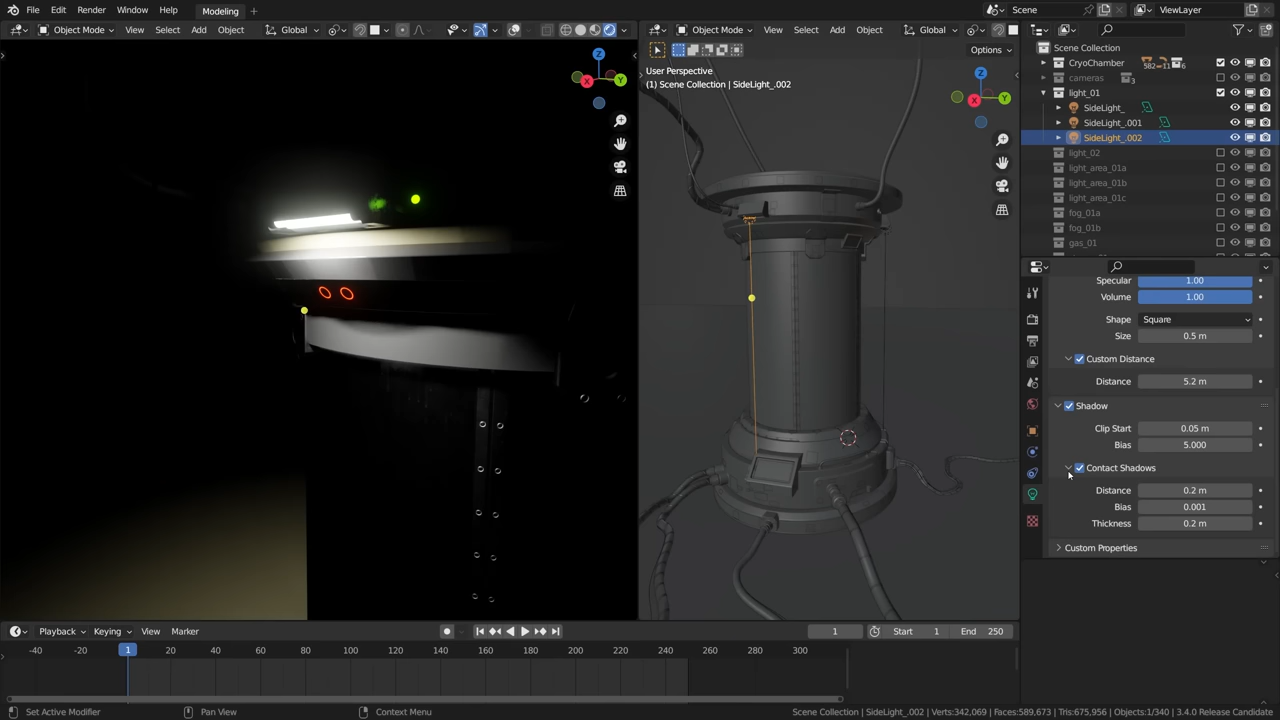 File Edit Render Window Help Modeling Scene ViewLayer
Object Mode View Select Add Object Global
Object Mode View Select Add Object Global
Options
User Perspective
(1) Scene Collection | SideLight_.002
Z
X
Y
Z
X
Y
Scene Collection
CryoChamber 582 11 6
cameras 3
light_01
SideLight_
SideLight_.001
SideLight_.002
light_02
light_area_01a
light_area_01b
light_area_01c
fog_01a
fog_01b
gas_01
Specular 1.00
Volume 1.00
Shape Square
Size 0.5 m
Custom Distance
Distance 5.2 m
Shadow
Clip Start 0.05 m
Bias 5.000
Contact Shadows
Distance 0.2 m
Bias 0.001
Thickness 0.2 m
Custom Properties
Playback Keying View Marker 1 Start 1 End 250
-40 -20 1 20 40 60 80 100 120 140 160 180 200 220 240 260 280 300
Set Active Modifier Pan View Context Menu Scene Collection | SideLight_.002 | Verts:342,069 | Faces:589,673 | Tris:675,956 | Objects:1/340 | 3.4.0 Release Candidate